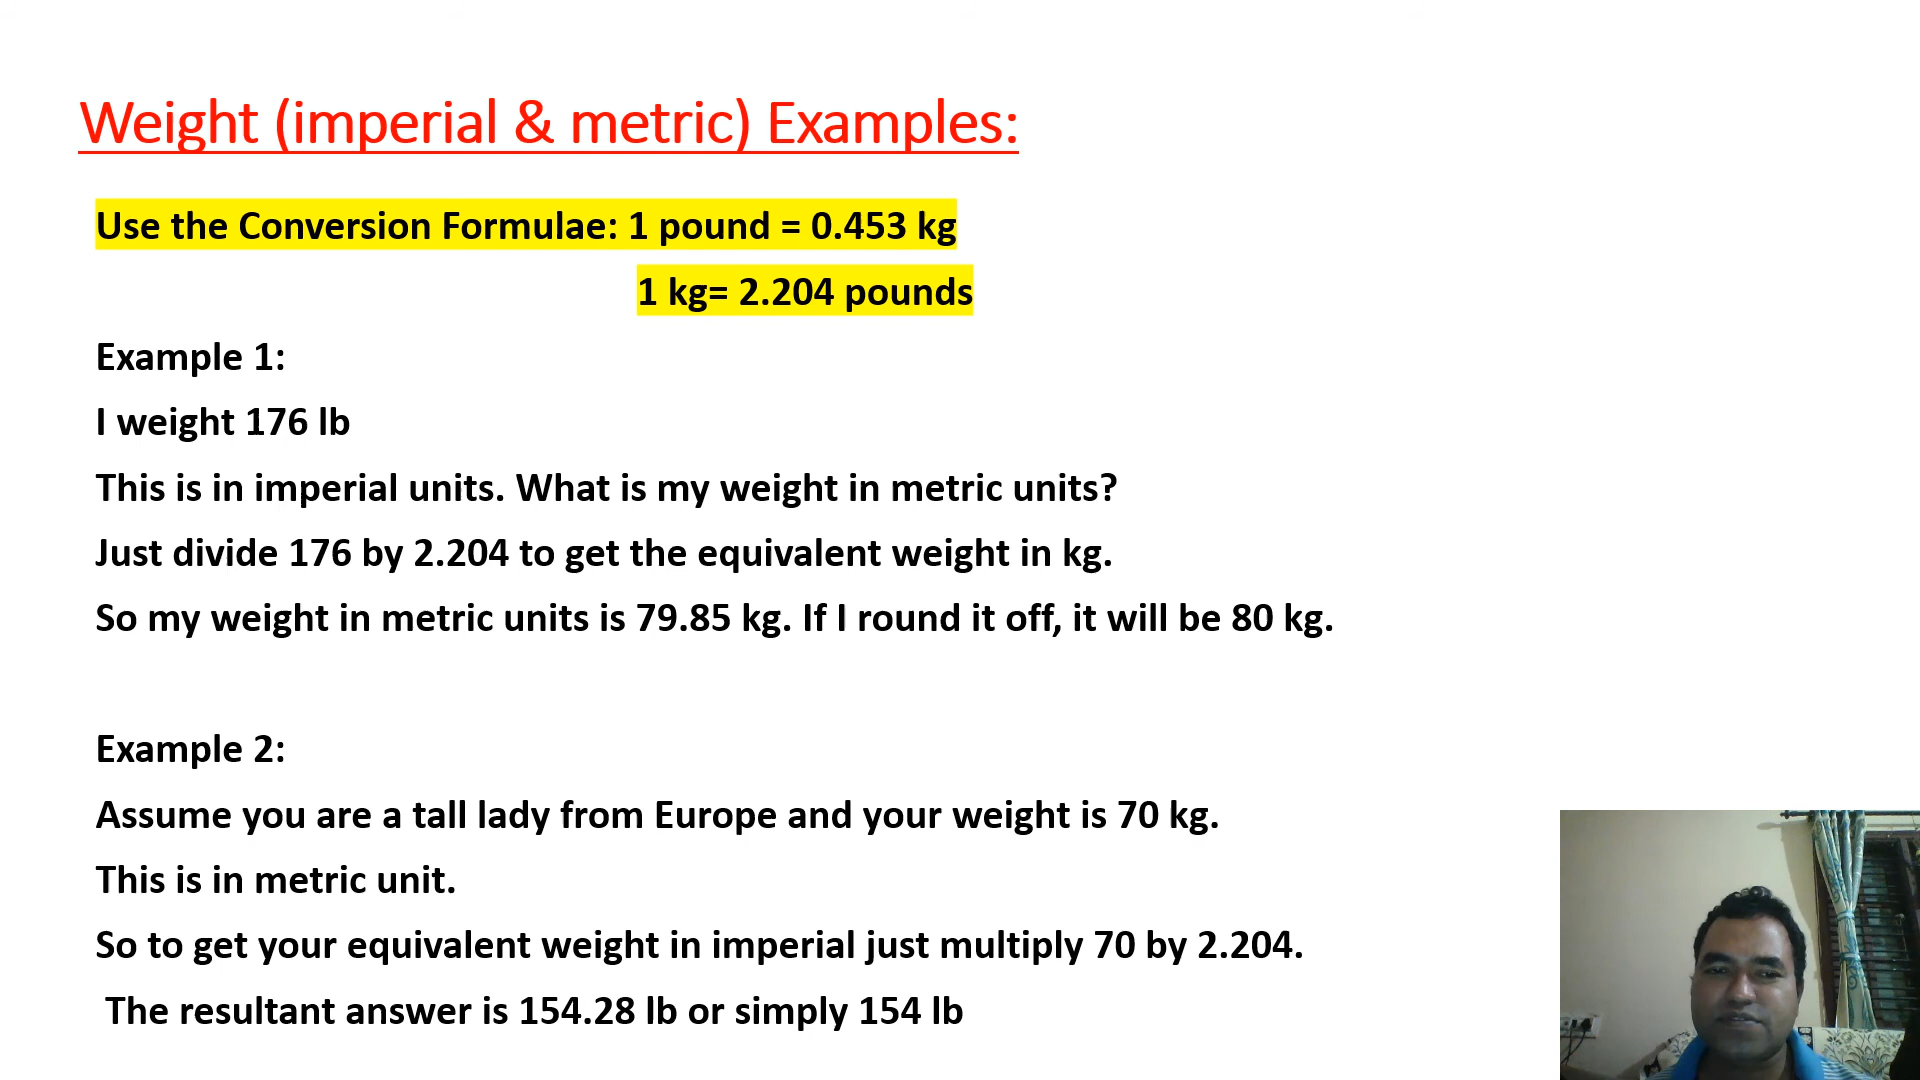 Weight (imperial & metric) Examples:
Use the Conversion Formulae: 1 pound = 0.453 kg
1 kg= 2.204 pounds
Example 1:
I weight 176 lb
This is in imperial units. What is my weight in metric units?
Just divide 176 by 2.204 to get the equivalent weight in kg.
So my weight in metric units is 79.85 kg. If I round it off, it will be 80 kg.
Example 2:
Assume you are a tall lady from Europe and your weight is 70 kg.
This is in metric unit.
So to get your equivalent weight in imperial just multiply 70 by 2.204.
The resultant answer is 154.28 lb or simply 154 lb